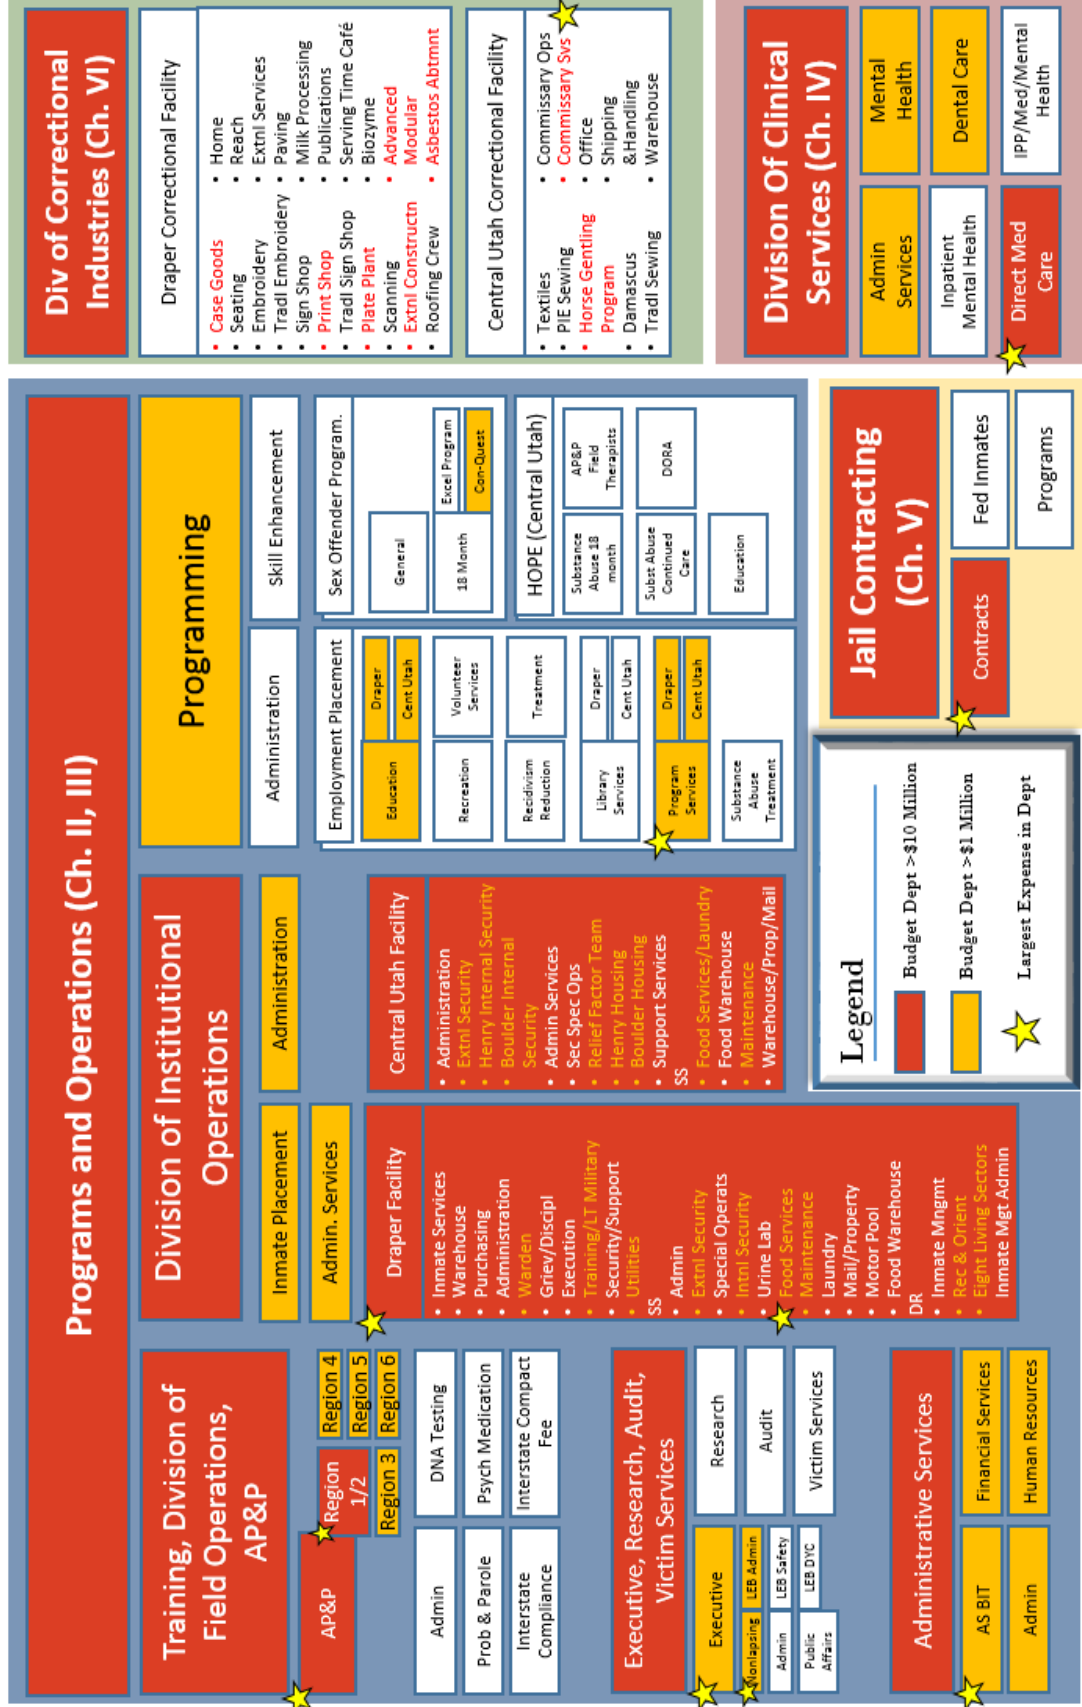 Programs and Operations (Ch. II, III)
Training, Division of
Field Operations,
AP&P
AP&P
Region
1/2
Region 3
Region 4
Region 5
Region 6
Admin
DNA Testing
Prob & Parole
Psych Medication
Interstate
Compliance
Interstate Compact
Fee
Executive, Research, Audit,
Victim Services
Executive
Research
Nonlapsing
LEB Admin
Admin
LEB Safety
Public
Affairs
LEB DYC
Audit
Victim Services
Administrative Services
AS BIT
Financial Services
Admin
Human Resources
Division of Institutional
Operations
Inmate Placement
Administration
Admin. Services
Draper Facility
• Inmate Services
• Warehouse
• Purchasing
• Administration
• Warden
• Griev/Discipl
• Execution
• Training/LT Military
• Security/Support
• Utilities
SS
• Admin
• Extnl Security
• Special Operats
• Intnl Security
• Urine Lab
• Food Services
• Maintenance
• Laundry
• Mail/Property
• Motor Pool
• Food Warehouse
DR
• Inmate Mngmt
• Rec & Orient
• Eight Living Sectors
Inmate Mgt Admin
Central Utah Facility
• Administration
• Extnl Security
• Henry Internal Security
• Boulder Internal
Security
• Admin Services
• Sec Spec Ops
• Relief Factor Team
• Henry Housing
• Boulder Housing
• Support Services
SS
• Food Services/Laundry
• Food Warehouse
• Maintenance
• Warehouse/Prop/Mail
Programming
Administration
Skill Enhancement
Employment Placement
Education
Draper
Cent Utah
Recreation
Volunteer
Services
Recidivism
Reduction
Treatment
Library
Services
Draper
Cent Utah
Program
Services
Draper
Cent Utah
Substance
Abuse
Treatment
Sex Offender Program.
General
18 Month
Excel Program
Con-Quest
HOPE (Central Utah)
Substance
Abuse 18
month
AP&P
Field
Therapists
Subst Abuse
Continued
Care
DORA
Education
Legend
Budget Dept >$10 Million
Budget Dept >$1 Million
Largest Expense in Dept
Jail Contracting
(Ch. V)
Contracts
Fed Inmates
Programs
Div of Correctional
Industries (Ch. VI)
Draper Correctional Facility
• Case Goods
• Seating
• Embroidery
• Tradl Embroidery
• Sign Shop
• Print Shop
• Tradl Sign Shop
• Plate Plant
• Scanning
• Extnl Constructn
• Roofing Crew
• Home
• Reach
• Extnl Services
• Paving
• Milk Processing
• Publications
• Serving Time Café
• Biozyme
• Advanced
Modular
• Asbestos Abtmnt
Central Utah Correctional Facility
• Textiles
• PIE Sewing
• Horse Gentling
Program
• Damascus
• Tradl Sewing
• Commissary Ops
• Commissary Svs
• Office
• Shipping
&Handling
• Warehouse
Division Of Clinical
Services (Ch. IV)
Admin
Services
Mental
Health
Inpatient
Mental Health
Dental Care
Direct Med
Care
IPP/Med/Mental
Health